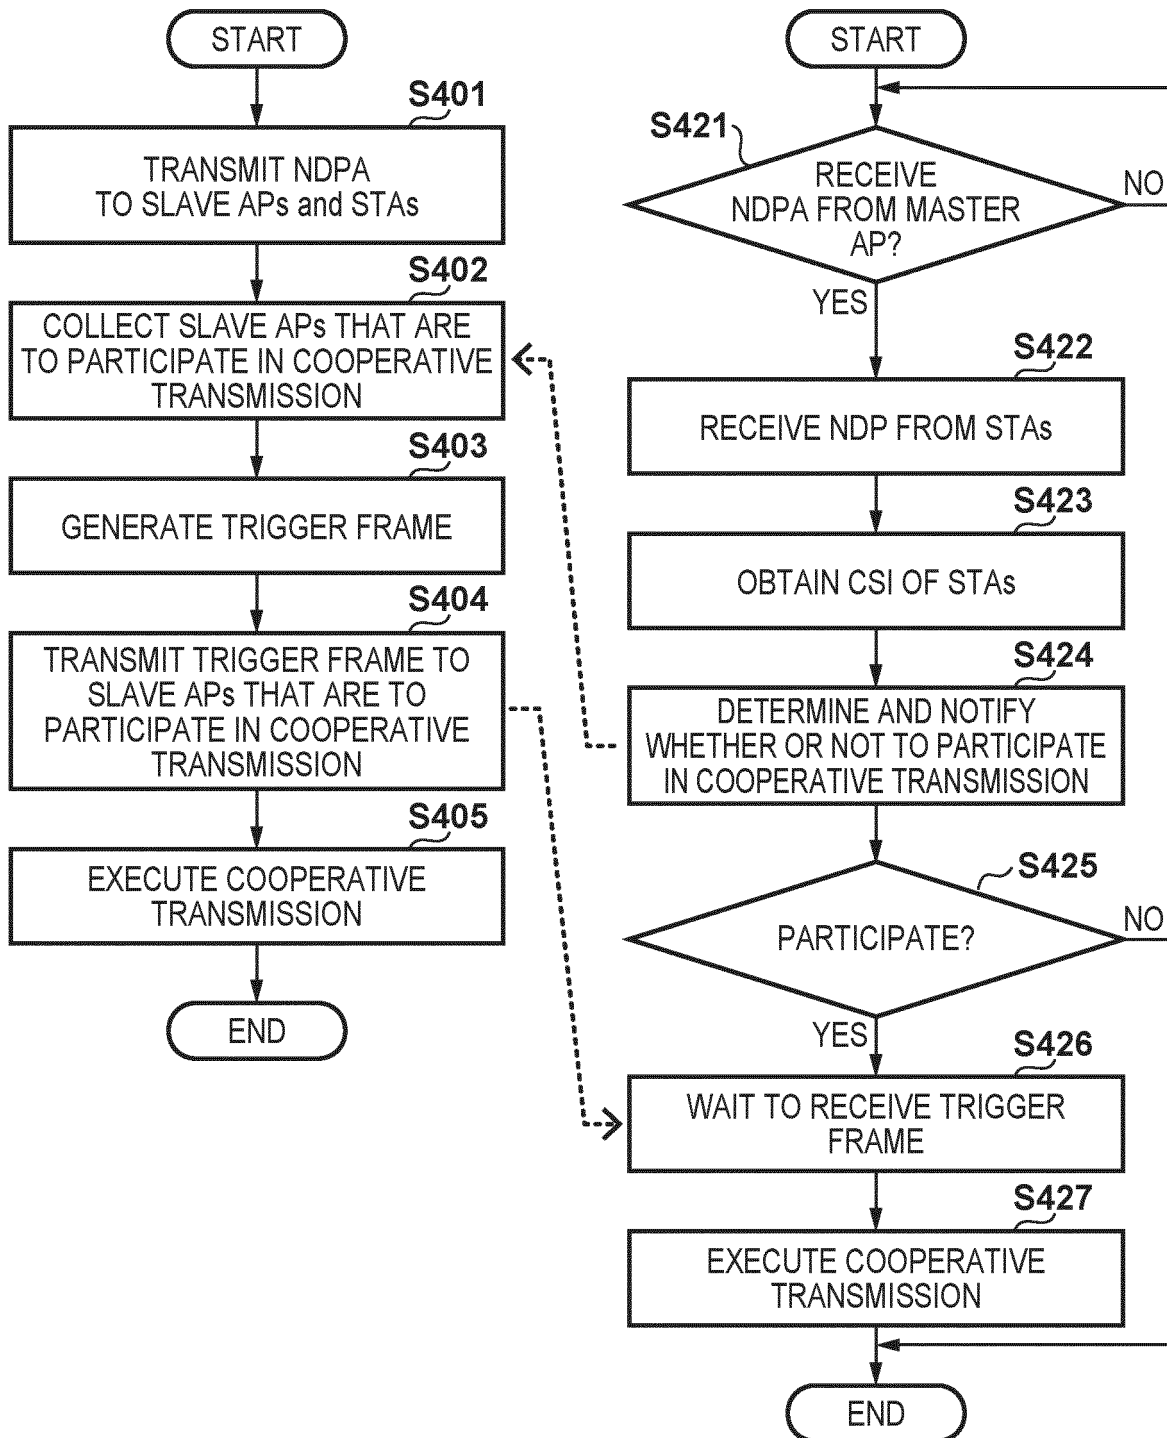 START
S401
TRANSMIT NDPA
TO SLAVE APs and STAs
S402
COLLECT SLAVE APs THAT ARE
TO PARTICIPATE IN COOPERATIVE
TRANSMISSION
S403
GENERATE TRIGGER FRAME
S404
TRANSMIT TRIGGER FRAME TO
SLAVE APs THAT ARE TO
PARTICIPATE IN COOPERATIVE
TRANSMISSION
S405
EXECUTE COOPERATIVE
TRANSMISSION
END
START
S421
RECEIVE
NDPA FROM MASTER
AP?
NO
YES
S422
RECEIVE NDP FROM STAs
S423
OBTAIN CSI OF STAs
S424
DETERMINE AND NOTIFY
WHETHER OR NOT TO PARTICIPATE
IN COOPERATIVE TRANSMISSION
S425
PARTICIPATE?
NO
YES
S426
WAIT TO RECEIVE TRIGGER
FRAME
S427
EXECUTE COOPERATIVE
TRANSMISSION
END